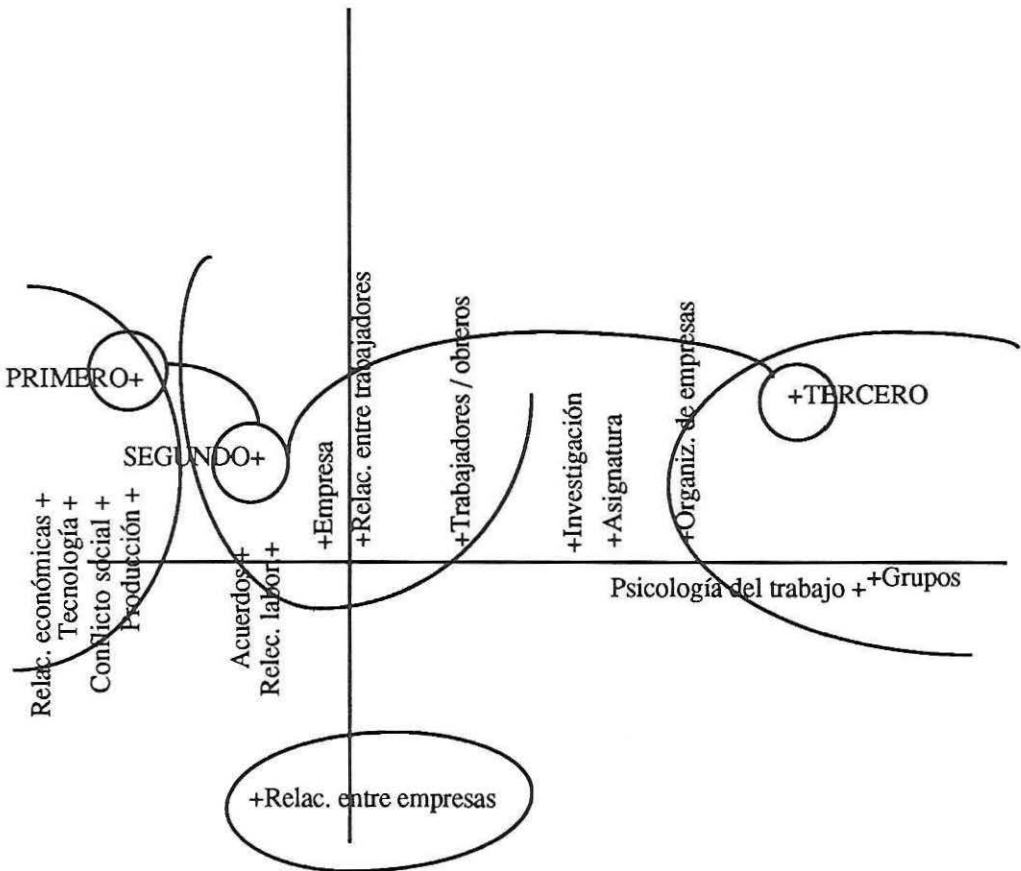 PRIMERO+
SEGUNDO+
+TERCERO
Relac. económicas +
Tecnología +
Conflicto social +
Producción +
Acuerdos+
Relec. labor.+
+Empresa
+Relac. entre trabajadores
+Trabajadores / obreros
+Investigación
+Asignatura
+Organiz. de empresas
Psicología del trabajo +
+Grupos
+Relac. entre empresas